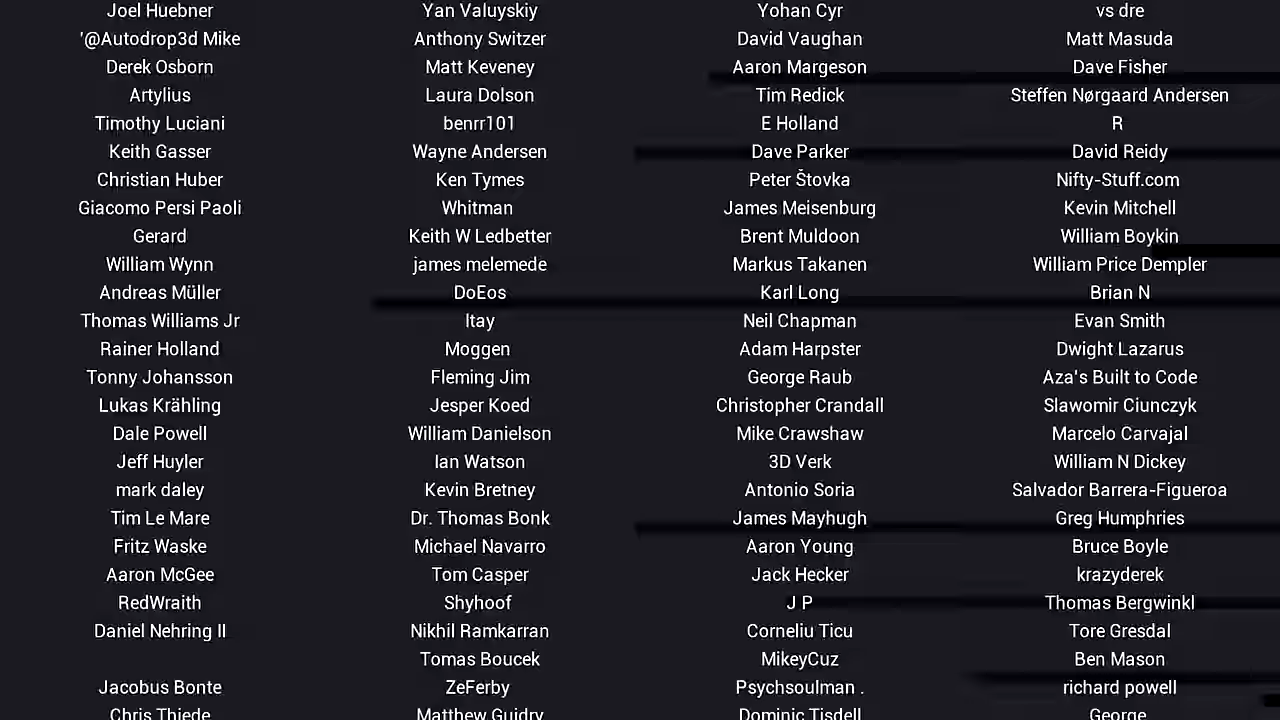 Joel Huebner Yan Valuyskiy Yohan Cyr vs dre
'@Autodrop3d Mike Anthony Switzer David Vaughan Matt Masuda
Derek Osborn Matt Keveney Aaron Margeson Dave Fisher
Artylius Laura Dolson Tim Redick Steffen Nørgaard Andersen
Timothy Luciani benrr101 E Holland R
Keith Gasser Wayne Andersen Dave Parker David Reidy
Christian Huber Ken Tymes Peter Štovka Nifty-Stuff.com
Giacomo Persi Paoli Whitman James Meisenburg Kevin Mitchell
Gerard Keith W Ledbetter Brent Muldoon William Boykin
William Wynn james melemede Markus Takanen William Price Dempler
Andreas Müller DoEos Karl Long Brian N
Thomas Williams Jr Itay Neil Chapman Evan Smith
Rainer Holland Moggen Adam Harpster Dwight Lazarus
Tonny Johansson Fleming Jim George Raub Aza's Built to Code
Lukas Krähling Jesper Koed Christopher Crandall Slawomir Ciunczyk
Dale Powell William Danielson Mike Crawshaw Marcelo Carvajal
Jeff Huyler Ian Watson 3D Verk William N Dickey
mark daley Kevin Bretney Antonio Soria Salvador Barrera-Figueroa
Tim Le Mare Dr. Thomas Bonk James Mayhugh Greg Humphries
Fritz Waske Michael Navarro Aaron Young Bruce Boyle
Aaron McGee Tom Casper Jack Hecker krazyderek
RedWraith Shyhoof J P Thomas Bergwinkl
Daniel Nehring II Nikhil Ramkarran Corneliu Ticu Tore Gresdal
Tomas Boucek MikeyCuz Ben Mason
Jacobus Bonte ZeFerby Psychsoulman . richard powell
Chris Thiede Matthew Guidry Dominic Tisdell George